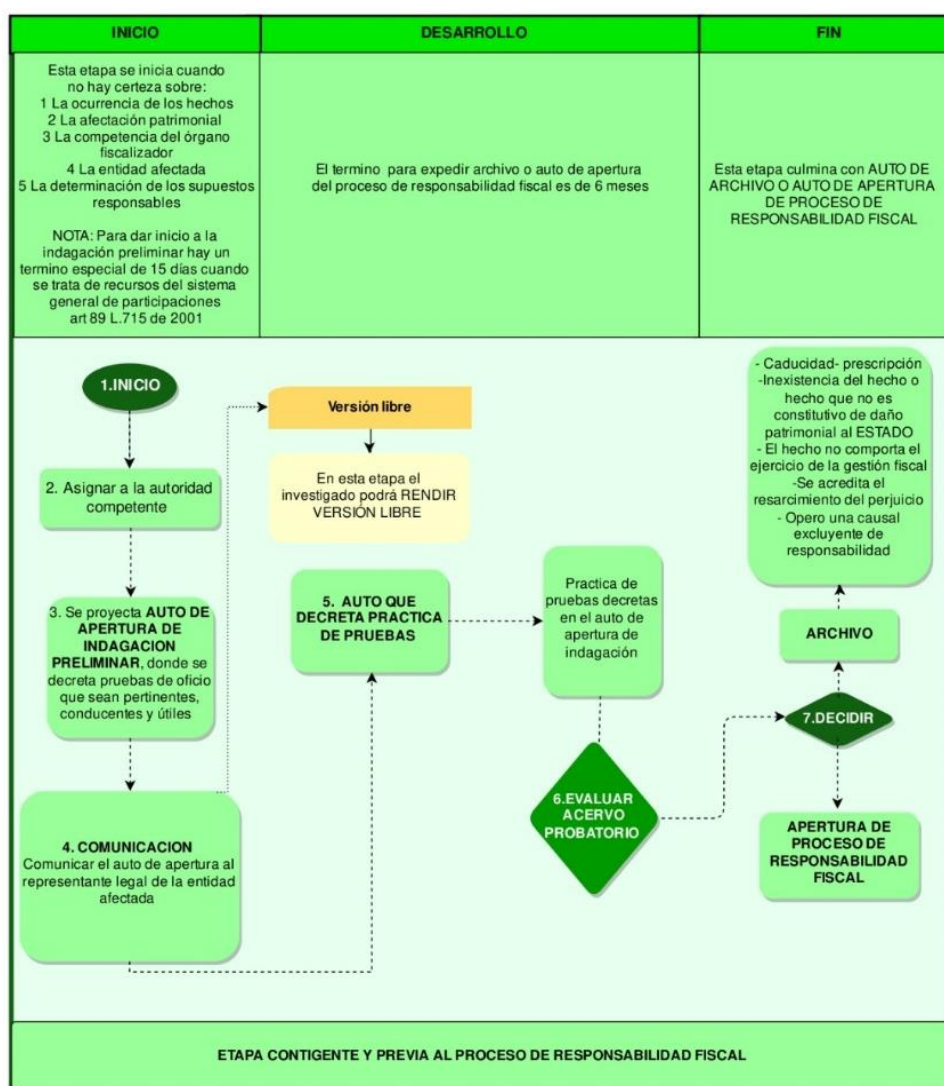 INICIO
DESARROLLO
FIN
Esta etapa se inicia cuando
no hay certeza sobre:
1 La ocurrencia de los hechos
2 La afectación patrimonial
3 La competencia del órgano
fiscalizador
4 La entidad afectada
5 La determinación de los supuestos
responsables
NOTA: Para dar inicio a la
indagación preliminar hay un
termino especial de 15 días cuando
se trata de recursos del sistema
general de participaciones
art 89 L.715 de 2001
El termino para expedir archivo o auto de apertura
del proceso de responsabilidad fiscal es de 6 meses
Esta etapa culmina con AUTO DE
ARCHIVO O AUTO DE APERTURA
DE PROCESO DE
RESPONSABILIDAD FISCAL
1.INICIO
2. Asignar a la autoridad
competente
3. Se proyecta AUTO DE
APERTURA DE
INDAGACION
PRELIMINAR, donde se
decreta pruebas de oficio
que sean pertinentes,
conducentes y útiles
4. COMUNICACION
Comunicar el auto de apertura al
representante legal de la entidad
afectada
Versión libre
En esta etapa el
investigado podrá RENDIR
VERSIÓN LIBRE
5. AUTO QUE
DECRETA PRACTICA
DE PRUEBAS
Practica de
pruebas decretas
en el auto de
apertura de
indagación
6.EVALUAR
ACERVO
PROBATORIO
- Caducidad- prescripción
-Inexistencia del hecho o
hecho que no es
constitutivo de daño
patrimonial al ESTADO
- El hecho no comporta el
ejercicio de la gestión fiscal
-Se acredita el
resarcimiento del perjuicio
- Opero una causal
excluyente de
responsabilidad
ARCHIVO
7.DECIDIR
APERTURA DE
PROCESO DE
RESPONSABILIDAD
FISCAL
ETAPA CONTIGENTE Y PREVIA AL PROCESO DE RESPONSABILIDAD FISCAL